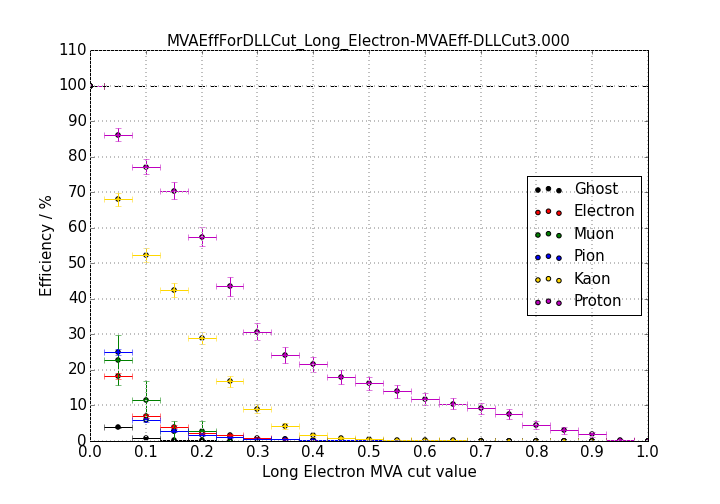 MVAEffForDLLCut_Long_Electron-MVAEff-DLLCut3.000
110
100
90
80
70
60
50
40
30
20
10
0
Efficiency / %
Ghost
Electron
Muon
Pion
Kaon
Proton
0.0 0.1 0.2 0.3 0.4 0.5 0.6 0.7 0.8 0.9 1.0
Long Electron MVA cut value